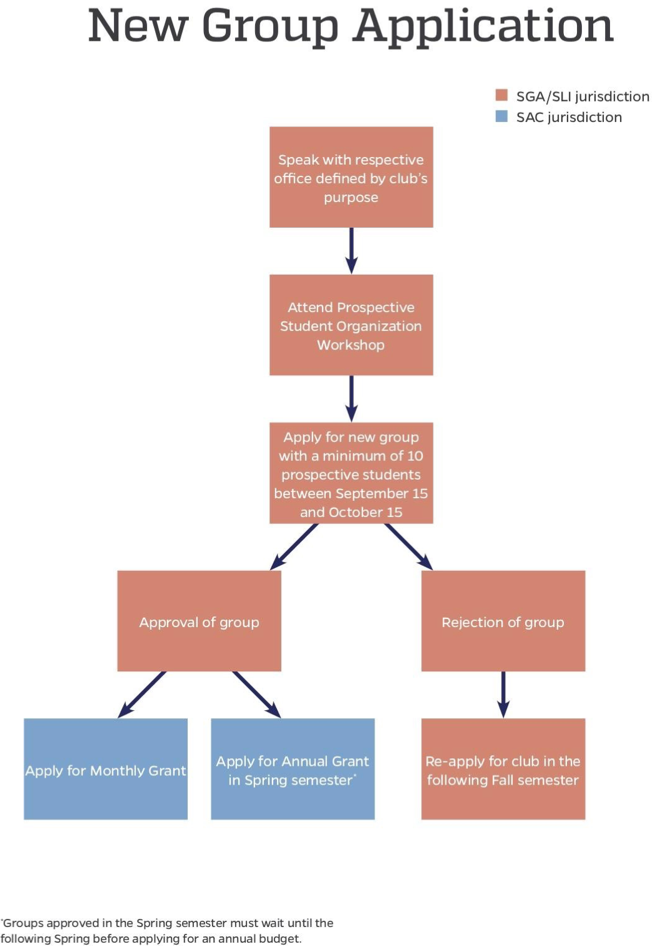 New Group Application
SGA/SLI jurisdiction
SAC jurisdiction
Speak with respective
office defined by club's
purpose
Attend Prospective
Student Organization
Workshop
Apply for new group
with a minimum of 10
prospective students
between September 15
and October 15
Approval of group
Rejection of group
Apply for Monthly Grant
Apply for Annual Grant
in Spring semester*
Re-apply for club in the
following Fall semester
*Groups approved in the Spring semester must wait until the
following Spring before applying for an annual budget.